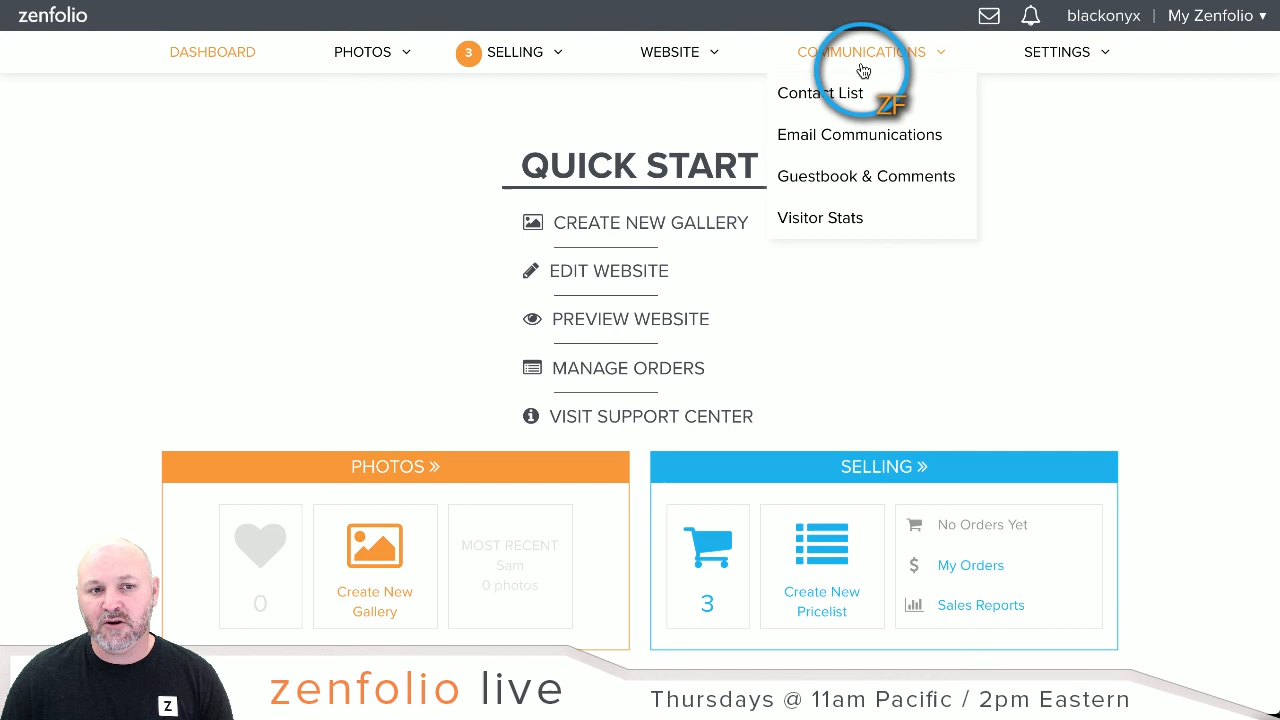 zenfolio
blackonyx | My Zenfolio ▾
DASHBOARD PHOTOS 3 SELLING WEBSITE COMMUNICATIONS SETTINGS
Contact List
ZF
Email Communications
Guestbook & Comments
Visitor Stats
QUICK START
CREATE NEW GALLERY
EDIT WEBSITE
PREVIEW WEBSITE
MANAGE ORDERS
VISIT SUPPORT CENTER
PHOTOS »
0
Create New
Gallery
MOST RECENT
Sam
0 photos
SELLING »
3
Create New
Pricelist
No Orders Yet
$ My Orders
Sales Reports
Z
zenfolio live
Thursdays @ 11am Pacific / 2pm Eastern